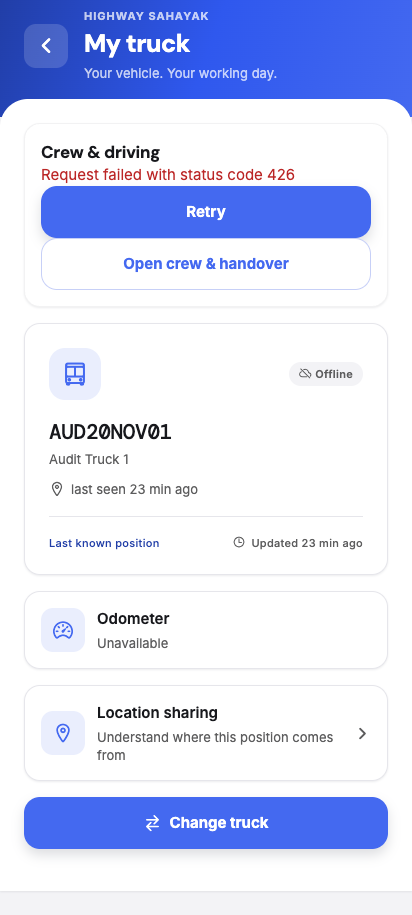 HIGHWAY SAHAYAK
My truck
Your vehicle. Your working day.
Crew & driving
Request failed with status code 426
Retry
Open crew & handover
Offline
AUD20NOV01
Audit Truck 1
last seen 23 min ago
Last known position
Updated 23 min ago
Odometer
Unavailable
Location sharing
Understand where this position comes
from
Change truck